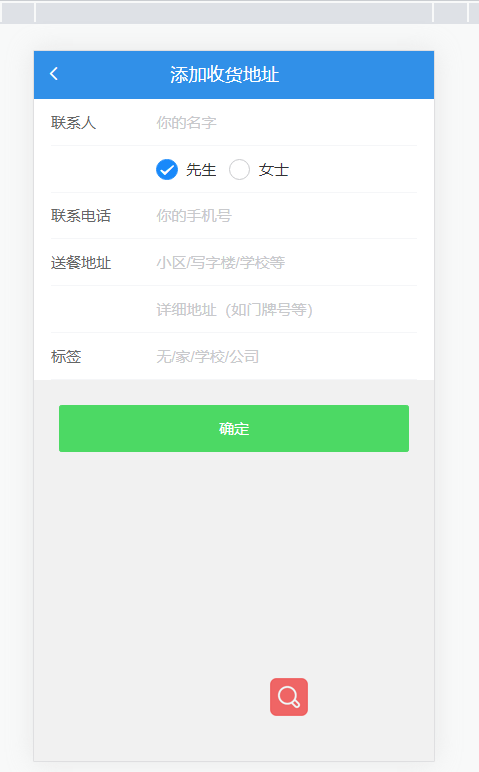 添加收货地址
联系人 你的名字
先生 女士
联系电话 你的手机号
送餐地址 小区/写字楼/学校等
详细地址（如门牌号等）
标签 无/家/学校/公司
确定